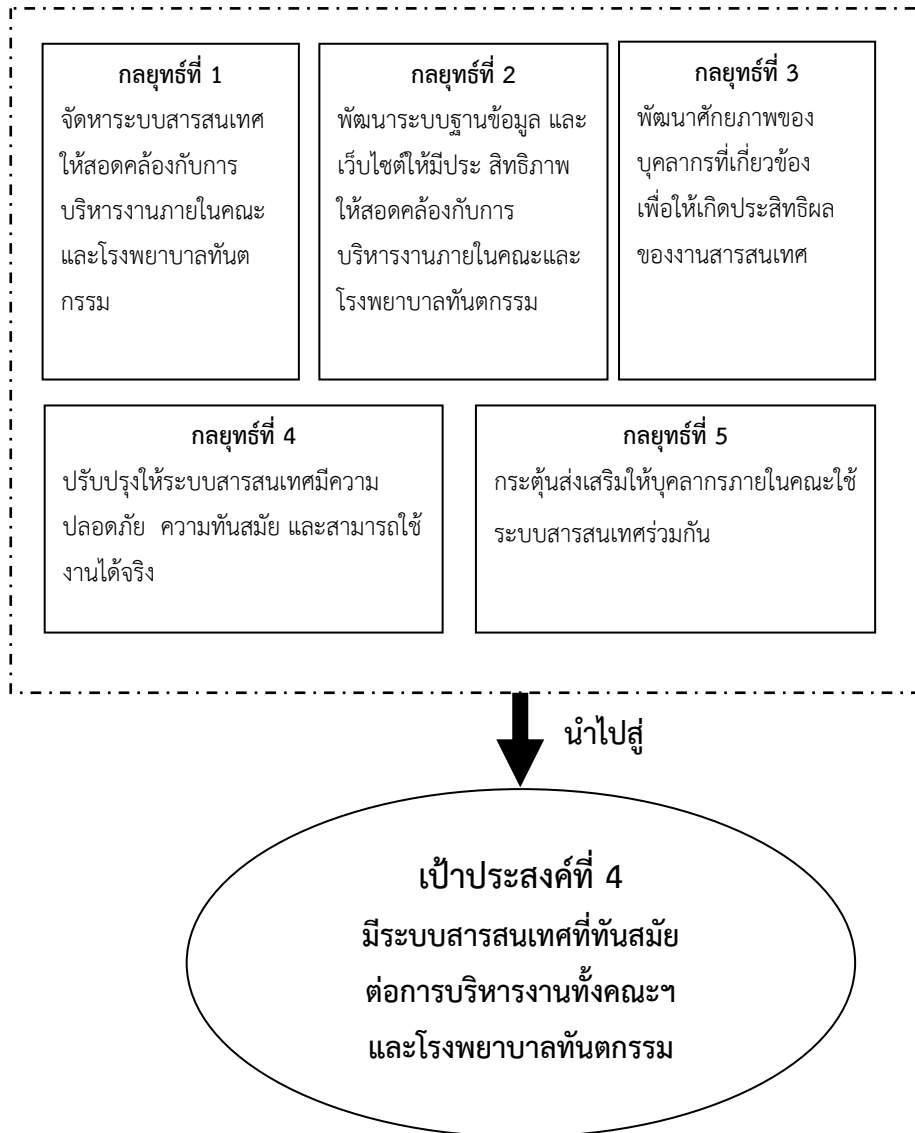 กลยุทธ์ที่ 1
จัดหาระบบสารสนเทศ
ให้สอดคล้องกับการ
บริหารงานภายในคณะ
และโรงพยาบาลทันต
กรรม
กลยุทธ์ที่ 2
พัฒนาระบบฐานข้อมูล และ
เว็บไซต์ให้มีประ สิทธิภาพ
ให้สอดคล้องกับการ
บริหารงานภายในคณะและ
โรงพยาบาลทันตกรรม
กลยุทธ์ที่ 3
พัฒนาศักยภาพของ
บุคลากรที่เกี่ยวข้อง
เพื่อให้เกิดประสิทธิผล
ของงานสารสนเทศ
กลยุทธ์ที่ 4
ปรับปรุงให้ระบบสารสนเทศมีความ
ปลอดภัย  ความทันสมัย และสามารถใช้
งานได้จริง
กลยุทธ์ที่ 5
กระตุ้นส่งเสริมให้บุคลากรภายในคณะใช้
ระบบสารสนเทศร่วมกัน
นำไปสู่
เป้าประสงค์ที่ 4
มีระบบสารสนเทศที่ทันสมัย
ต่อการบริหารงานทั้งคณะฯ
และโรงพยาบาลทันตกรรม